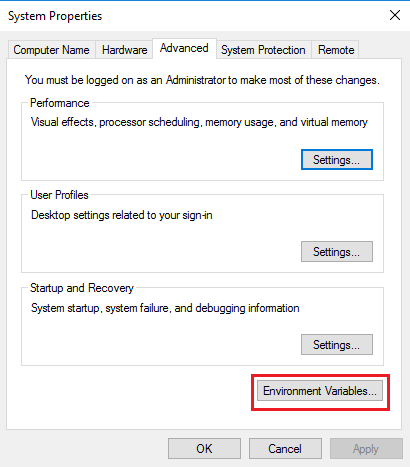 System Properties
Computer Name Hardware Advanced System Protection Remote
You must be logged on as an Administrator to make most of these changes.
Performance
Visual effects, processor scheduling, memory usage, and virtual memory
Settings...
User Profiles
Desktop settings related to your sign-in
Settings...
Startup and Recovery
System startup, system failure, and debugging information
Settings...
Environment Variables...
OK Cancel Apply